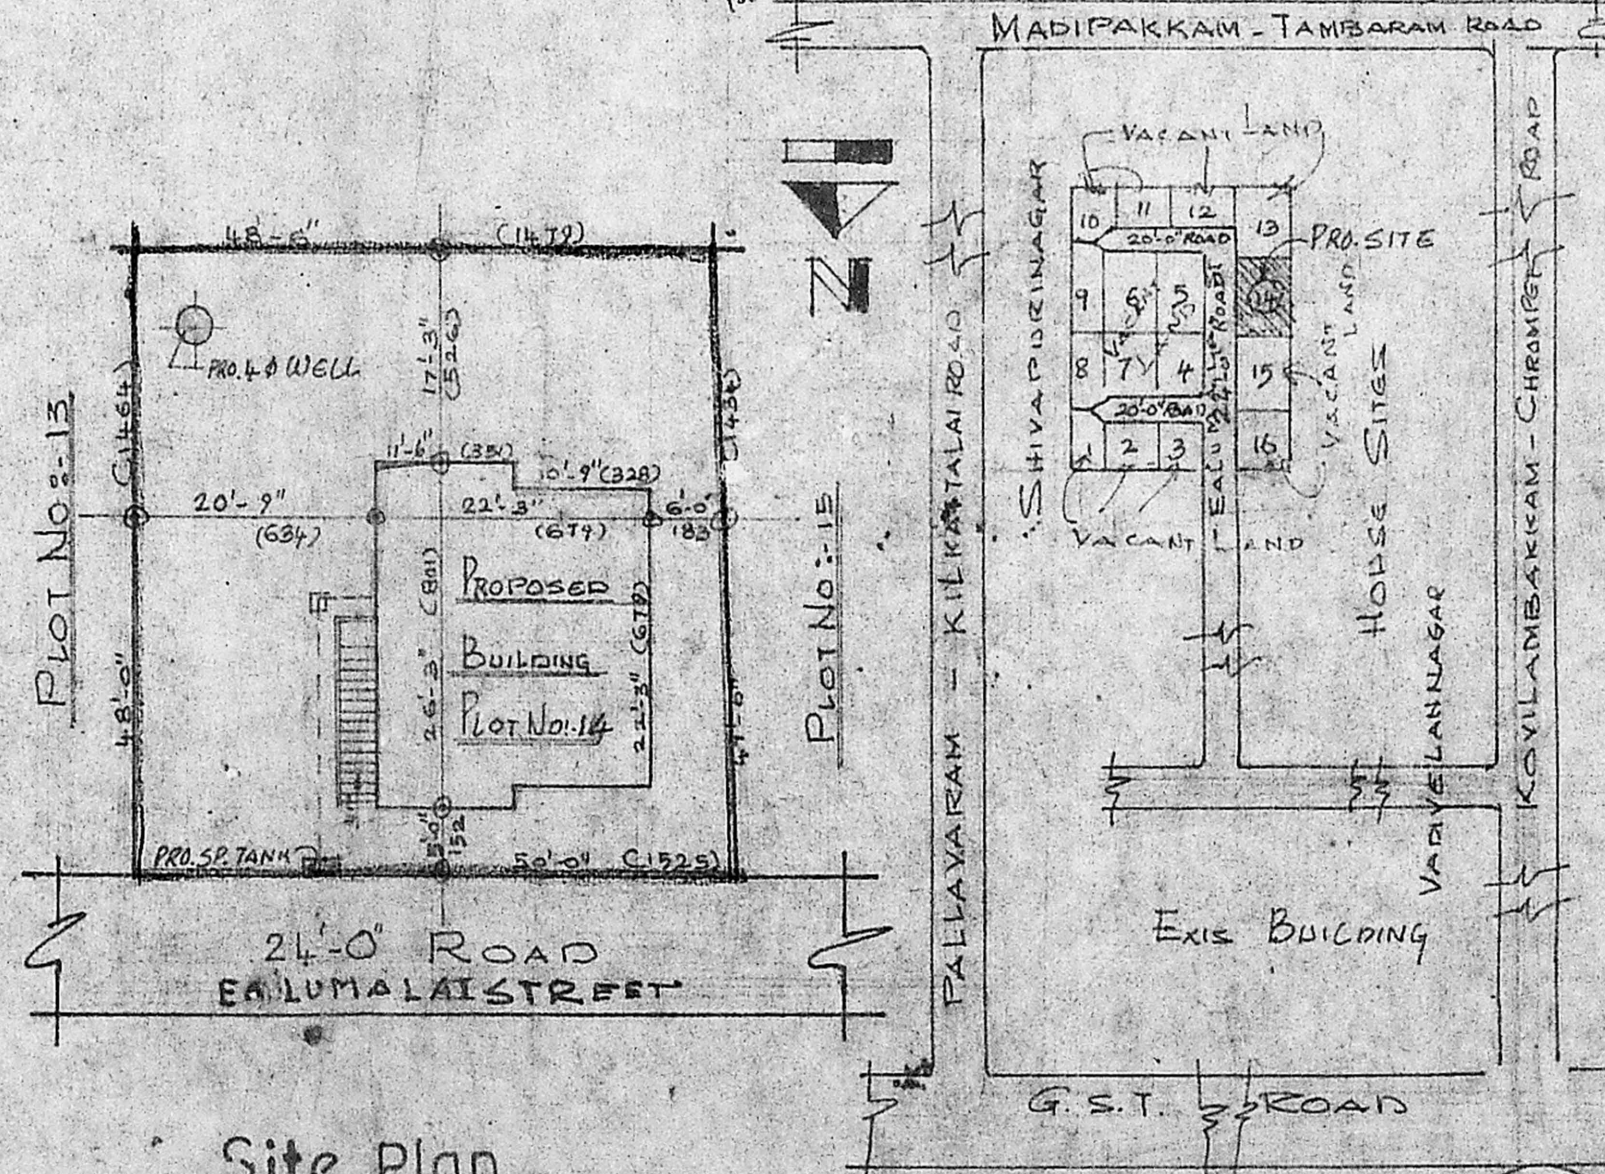 MADIPAKKAM - TAMBARAM ROAD
48'-6" (1479)
17'-3"
(526)
PRO. 4 Φ WELL
PLOT No:-13
(1464)
48'-0"
20'-9"
(634)
11'-6" (351)
10'-9" (328)
22'-3"
(679)
6'-0"
183
(1434)
PROPOSED
BUILDING
PLOT No:-14
26'-3" (801)
22'-3" (679)
5'-0"
152
PRO. SP. TANK
50'-0" (1525)
PLOT No:-15
24'-0" ROAD
EAILUMALAI STREET
Site Plan
N
PALLAVARAM - KILKATALAI ROAD
SHIVAPURINAGAR
VACANT LAND
10
11
12
13
20'-0" ROAD
PRO. SITE
9
6
5
14
8
7
4
15
20'-0" ROAD
1
2
3
16
VACANT LAND
VACANT LAND
HOUSE SITES
VADIVELANNAGAR
KOVILAMBAKKAM - CHROMPET ROAD
EXIS BUILDING
G.S.T. ROAD